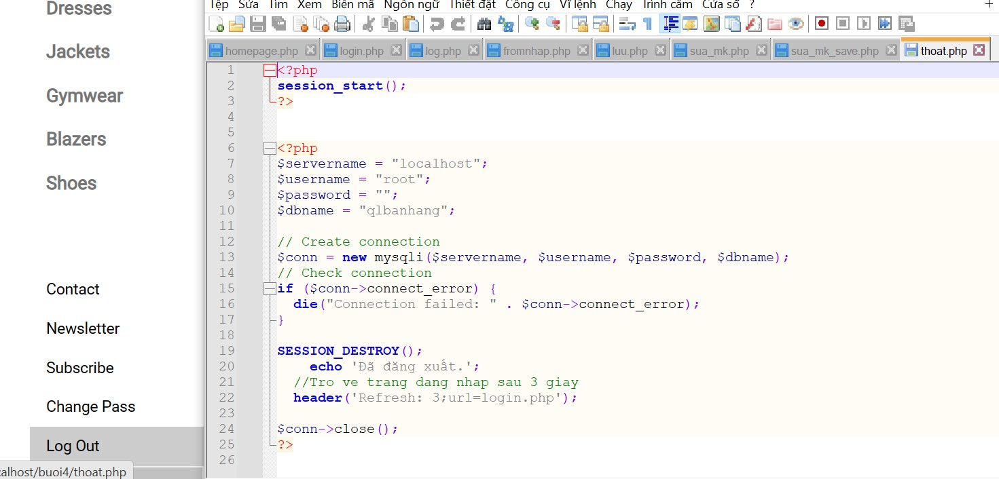 Dresses
Jackets
Gymwear
Blazers
Shoes
Contact
Newsletter
Subscribe
Change Pass
Log Out
calhost/buoi4/thoat.php
Tệp Sửa Tìm Xem Biên mã Ngôn ngữ Thiết đặt Công cụ Vĩ lệnh Chạy Trình cắm Cửa sổ ? +
homepage.php login.php log.php fromnhap.php luu.php sua_mk.php sua_mk_save.php thoat.php
1 <?php
2 session_start();
3 ?>
4
5
6 <?php
7 $servername = "localhost";
8 $username = "root";
9 $password = "";
10 $dbname = "qlbanhang";
11
12 // Create connection
13 $conn = new mysqli($servername, $username, $password, $dbname);
14 // Check connection
15 if ($conn->connect_error) {
16 die("Connection failed: " . $conn->connect_error);
17 }
18
19 SESSION_DESTROY();
20 echo 'Đã đăng xuất.';
21 //Tro ve trang dang nhap sau 3 giay
22 header('Refresh: 3;url=login.php');
23
24 $conn->close();
25 ?>
26